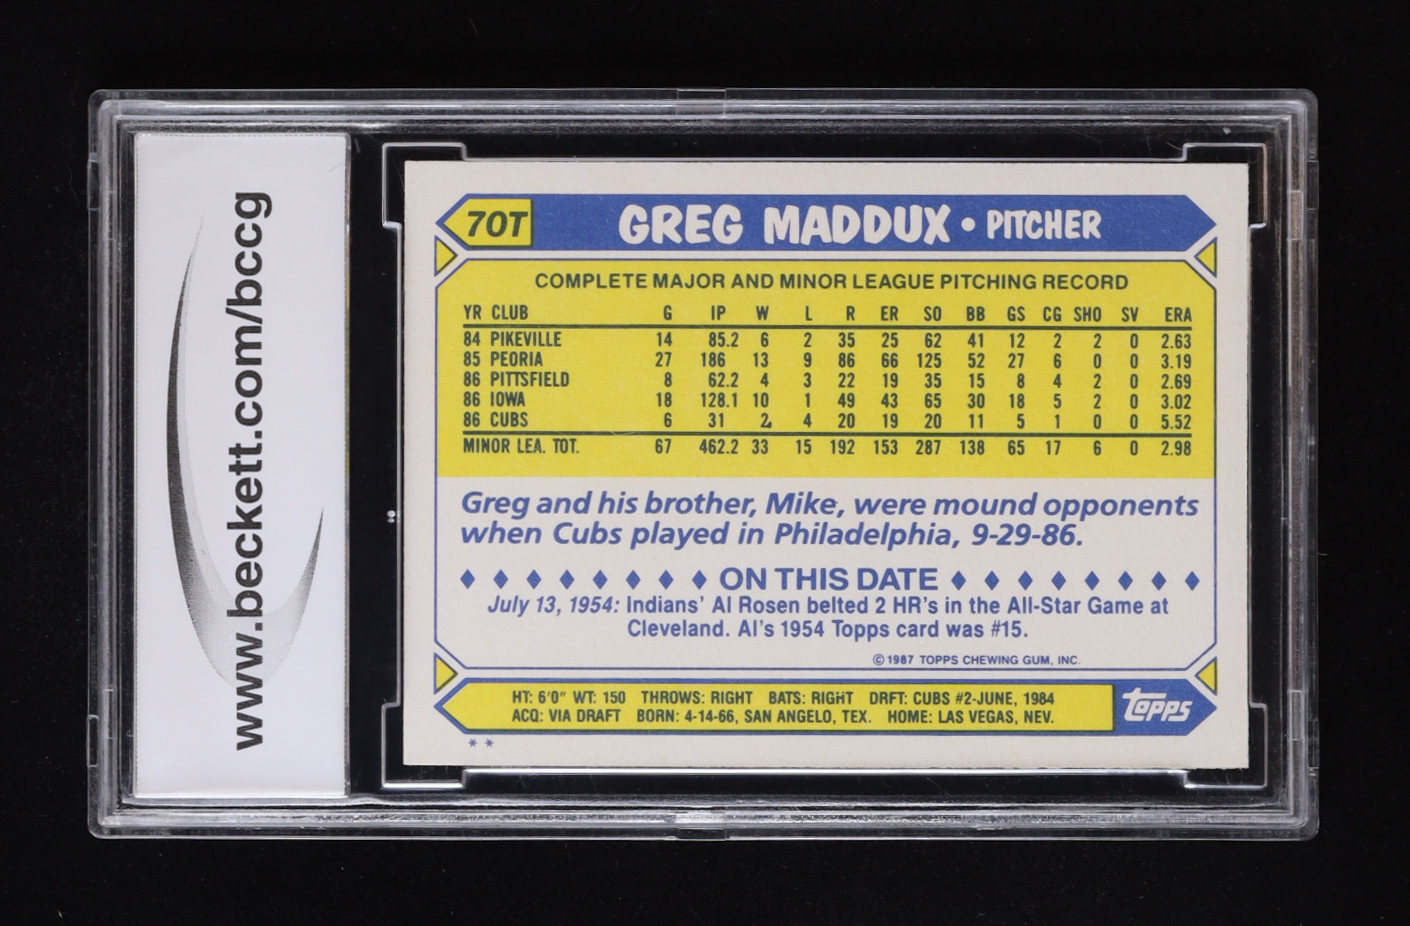 www.beckett.com/bccg
70T GREG MADDUX • PITCHER
COMPLETE MAJOR AND MINOR LEAGUE PITCHING RECORD
YR CLUB G IP W L R ER SO BB GS CG SHO SV ERA
84 PIKEVILLE 14 85.2 6 2 35 25 62 41 12 2 2 0 2.63
85 PEORIA 27 186 13 9 86 66 125 52 27 6 0 0 3.19
86 PITTSFIELD 8 62.2 4 3 22 19 35 15 8 4 2 0 2.69
86 IOWA 18 128.1 10 1 49 43 65 30 18 5 2 0 3.02
86 CUBS 6 31 2 4 20 19 20 11 5 1 0 0 5.52
MINOR LEA. TOT. 67 462.2 33 15 192 153 287 138 65 17 6 0 2.98
Greg and his brother, Mike, were mound opponents
when Cubs played in Philadelphia, 9-29-86.
ON THIS DATE
July 13, 1954: Indians' Al Rosen belted 2 HR's in the All-Star Game at
Cleveland. Al's 1954 Topps card was #15.
©1987 TOPPS CHEWING GUM, INC.
HT: 6'0" WT: 150 THROWS: RIGHT BATS: RIGHT DRFT: CUBS #2-JUNE, 1984
ACQ: VIA DRAFT BORN: 4-14-66, SAN ANGELO, TEX. HOME: LAS VEGAS, NEV.
topps
**